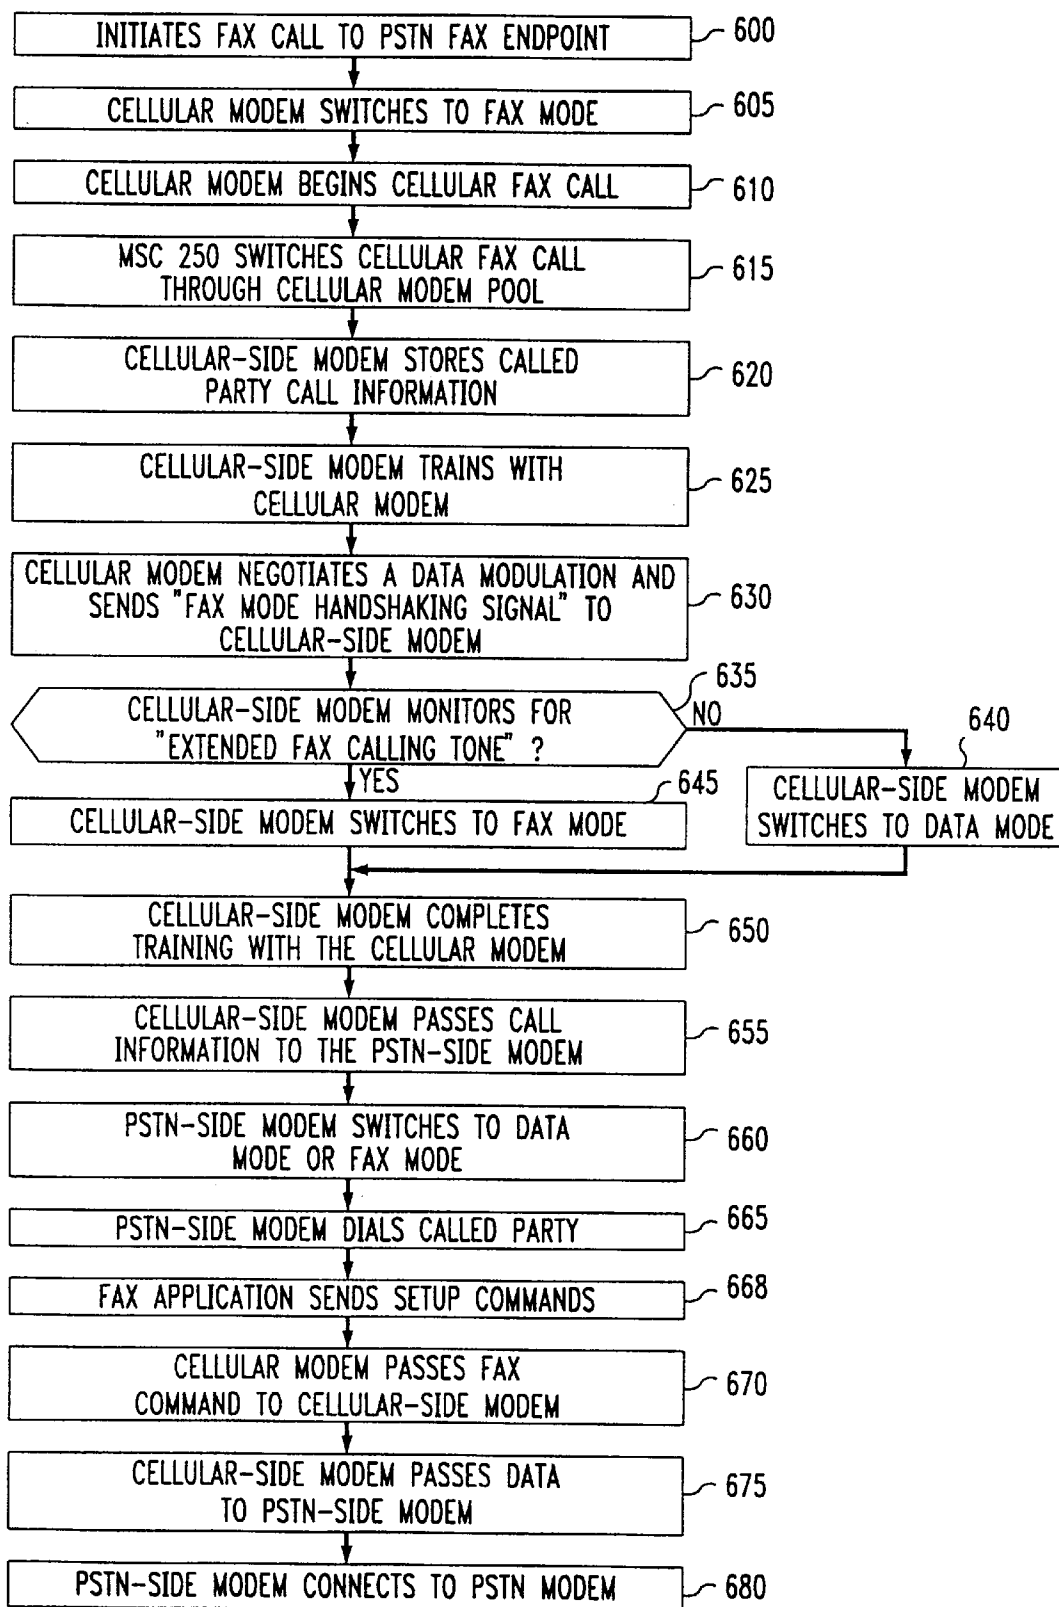 INITIATES FAX CALL TO PSTN FAX ENDPOINT
600
CELLULAR MODEM SWITCHES TO FAX MODE
605
CELLULAR MODEM BEGINS CELLULAR FAX CALL
610
MSC 250 SWITCHES CELLULAR FAX CALL
THROUGH CELLULAR MODEM POOL
615
CELLULAR-SIDE MODEM STORES CALLED
PARTY CALL INFORMATION
620
CELLULAR-SIDE MODEM TRAINS WITH
CELLULAR MODEM
625
CELLULAR MODEM NEGOTIATES A DATA MODULATION AND
SENDS "FAX MODE HANDSHAKING SIGNAL" TO
CELLULAR-SIDE MODEM
630
CELLULAR-SIDE MODEM MONITORS FOR
"EXTENDED FAX CALLING TONE" ?
635
NO
640
CELLULAR-SIDE MODEM
SWITCHES TO DATA MODE
YES
645
CELLULAR-SIDE MODEM SWITCHES TO FAX MODE
CELLULAR-SIDE MODEM COMPLETES
TRAINING WITH THE CELLULAR MODEM
650
CELLULAR-SIDE MODEM PASSES CALL
INFORMATION TO THE PSTN-SIDE MODEM
655
PSTN-SIDE MODEM SWITCHES TO DATA
MODE OR FAX MODE
660
PSTN-SIDE MODEM DIALS CALLED PARTY
665
FAX APPLICATION SENDS SETUP COMMANDS
668
CELLULAR MODEM PASSES FAX
COMMAND TO CELLULAR-SIDE MODEM
670
CELLULAR-SIDE MODEM PASSES DATA
TO PSTN-SIDE MODEM
675
PSTN-SIDE MODEM CONNECTS TO PSTN MODEM
680